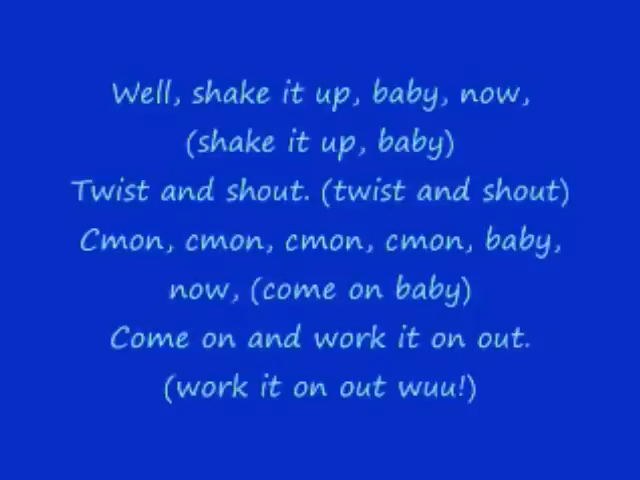 Well, shake it up, baby, now,
(shake it up, baby)
Twist and shout. (twist and shout)
Cmon, cmon, cmon, cmon, baby,
now, (come on baby)
Come on and work it on out.
(work it on out wuu!)